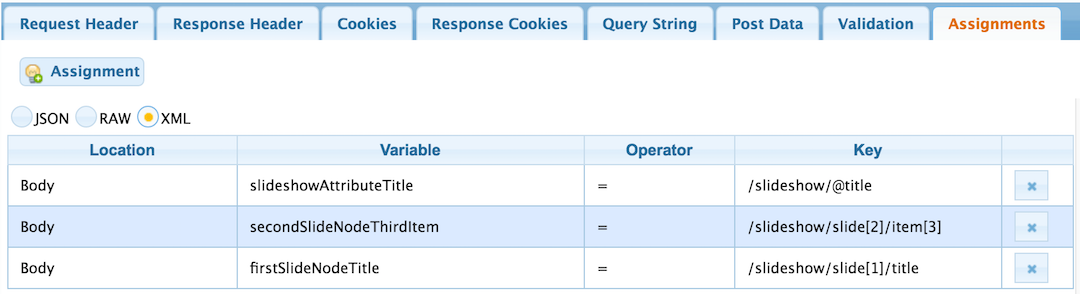 Request Header Response Header Cookies Response Cookies Query String Post Data Validation Assignments
Assignment
JSON RAW XML
Location Variable Operator Key
Body slideshowAttributeTitle = /slideshow/@title
Body secondSlideNodeThirdItem = /slideshow/slide[2]/item[3]
Body firstSlideNodeTitle = /slideshow/slide[1]/title